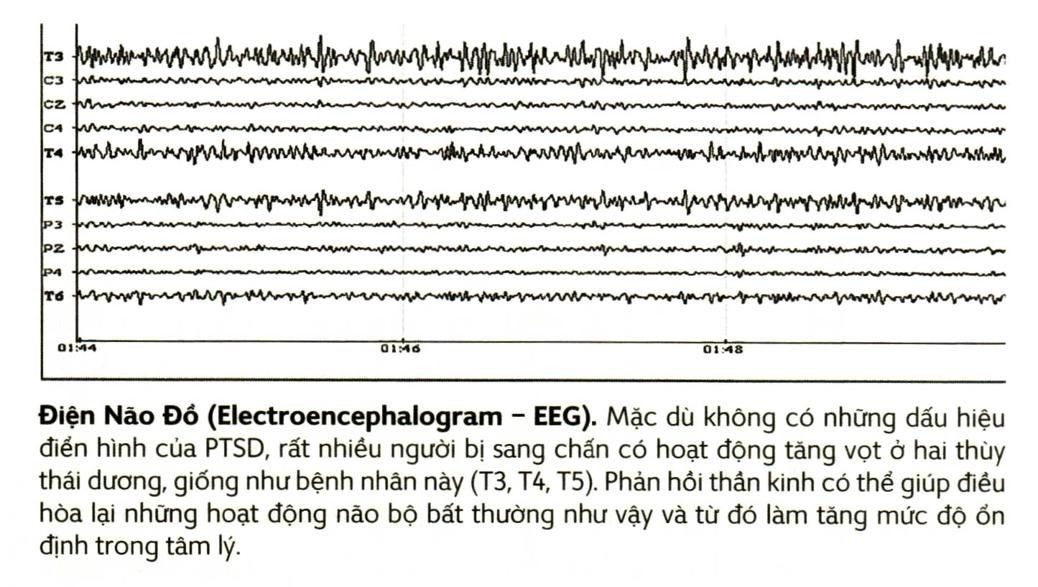 T3
C3
CZ
C4
T4
T5
P3
PZ
P4
T6
01:44 01:46 01:48
Điện Não Đồ (Electroencephalogram – EEG). Mặc dù không có những dấu hiệu
điển hình của PTSD, rất nhiều người bị sang chấn có hoạt động tăng vọt ở hai thùy
thái dương, giống như bệnh nhân này (T3, T4, T5). Phản hồi thần kinh có thể giúp điều
hòa lại những hoạt động não bộ bất thường như vậy và từ đó làm tăng mức độ ổn
định trong tâm lý.